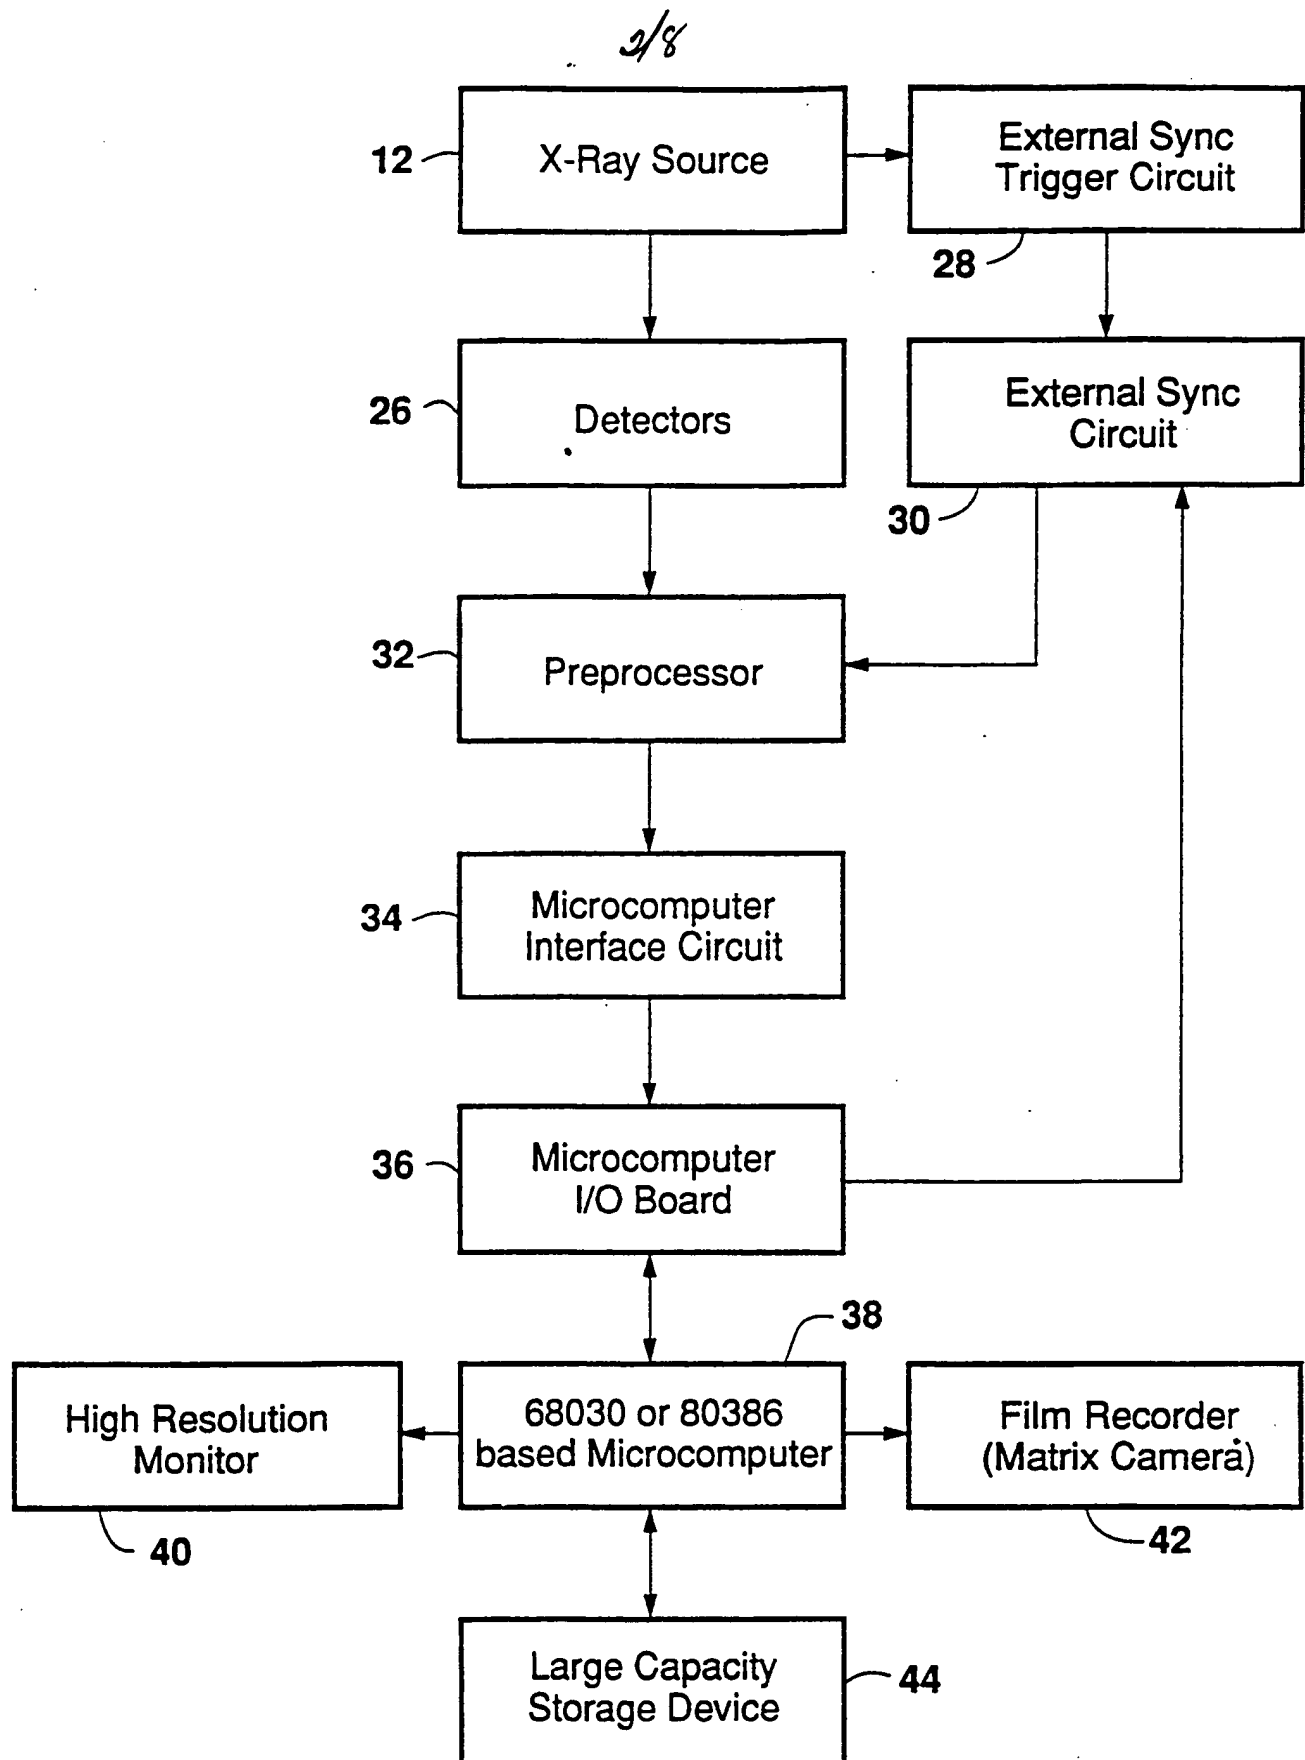 2/8
12
X-Ray Source
External Sync
Trigger Circuit
28
26
Detectors
External Sync
Circuit
30
32
Preprocessor
34
Microcomputer
Interface Circuit
36
Microcomputer
I/O Board
38
High Resolution
Monitor
40
68030 or 80386
based Microcomputer
Film Recorder
(Matrix Camera)
42
Large Capacity
Storage Device
44